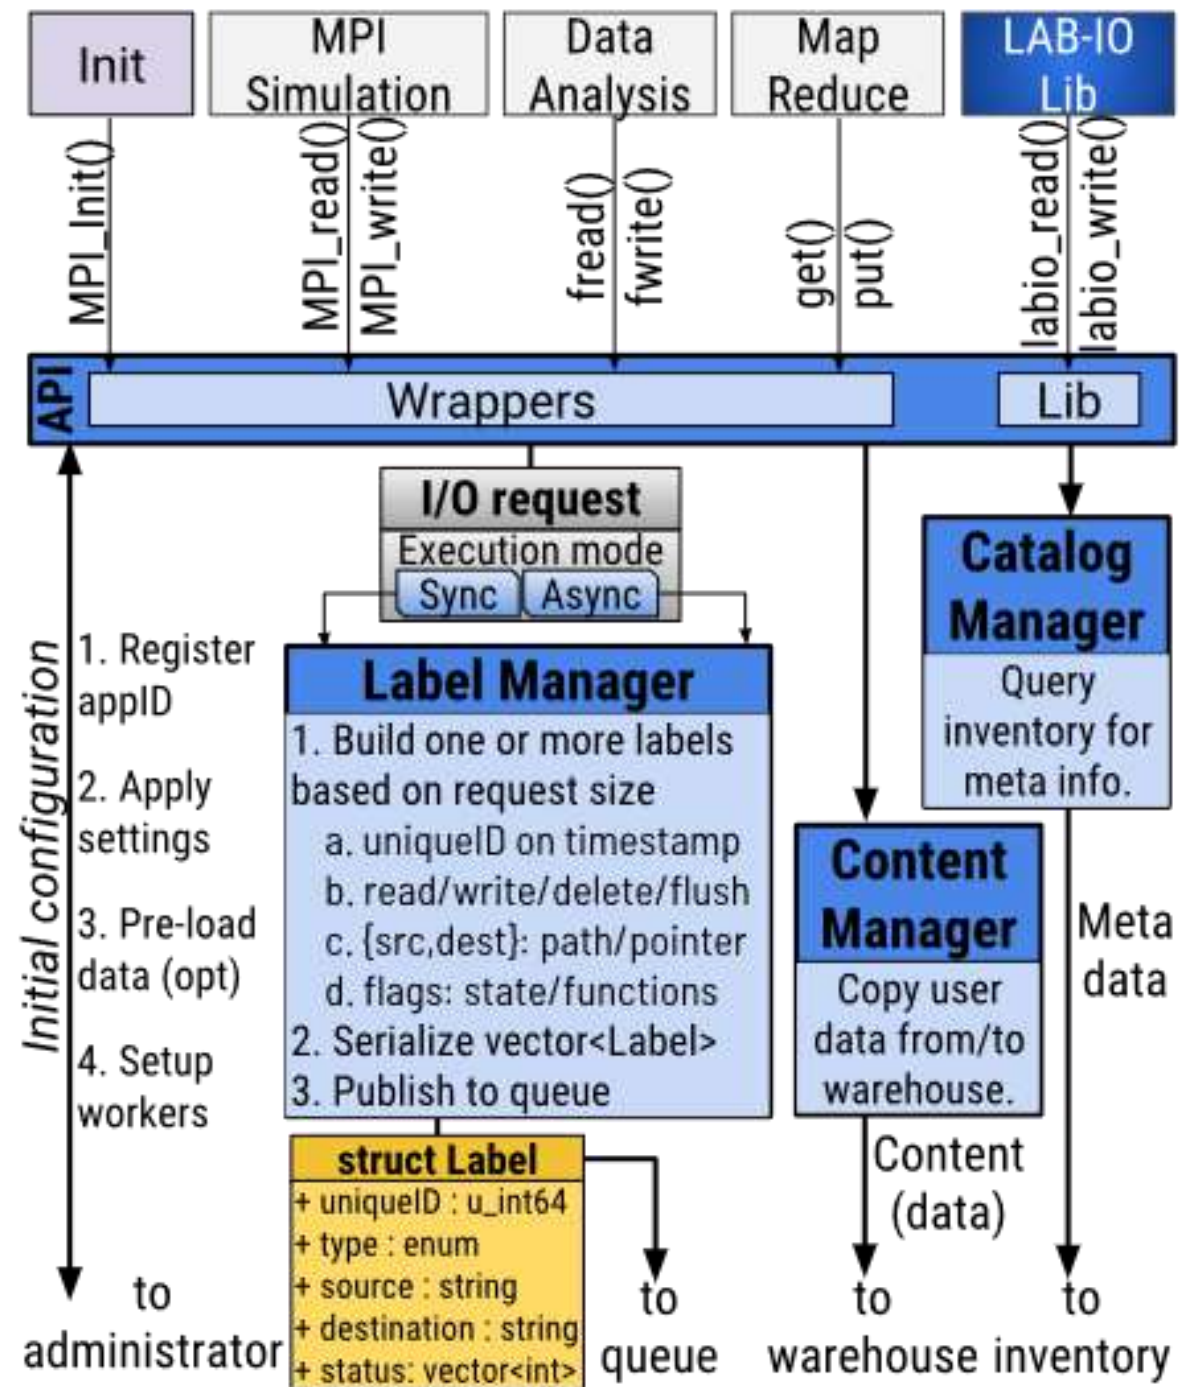 Init
MPI
Simulation
Data
Analysis
Map
Reduce
LAB-IO
Lib
MPI_Init()
MPI_read()
MPI_write()
fread()
fwrite()
get()
put()
labio_read()
labio_write()
API
Wrappers
Lib
I/O request
Execution mode
Sync
Async
Catalog
Manager
Query
inventory for
meta info.
Initial configuration
1. Register
appID
2. Apply
settings
3. Pre-load
data (opt)
4. Setup
workers
Label Manager
1. Build one or more labels
based on request size
a. uniqueID on timestamp
b. read/write/delete/flush
c. {src,dest}: path/pointer
d. flags: state/functions
2. Serialize vector<Label>
3. Publish to queue
Content
Manager
Copy user
data from/to
warehouse.
Meta
data
Content
(data)
struct Label
+ uniqueID : u_int64
+ type : enum
+ source : string
+ destination : string
+ status: vector<int>
to
administrator
to
queue
to
warehouse
to
inventory